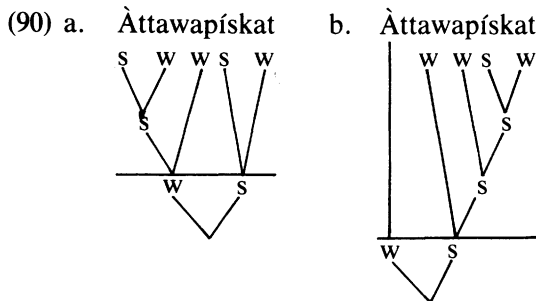 (90) a. Àttawapískat b. Àttawapískat
S W W S W W W S W
S S
W S S
W S